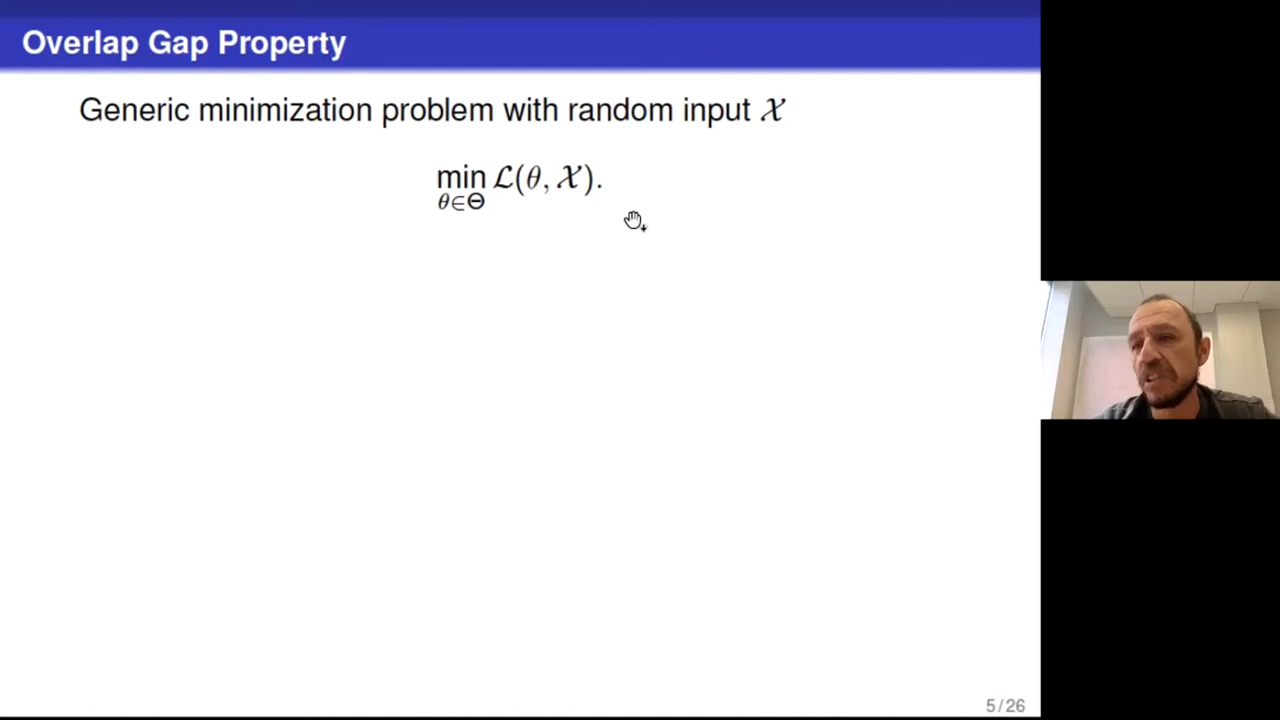 Overlap Gap Property
Generic minimization problem with random input 𝒳
min ℒ(θ, 𝒳).
θ∈Θ
5 / 26